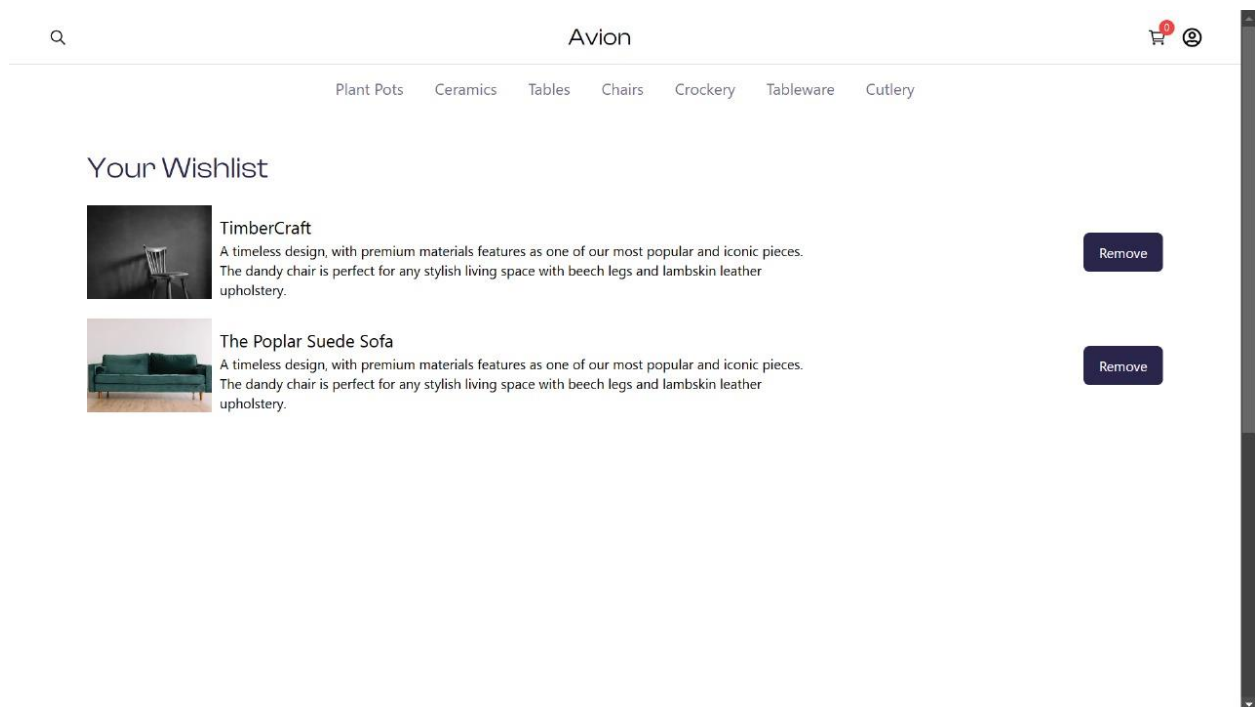 Avion
0
Plant Pots Ceramics Tables Chairs Crockery Tableware Cutlery
Your Wishlist
TimberCraft
A timeless design, with premium materials features as one of our most popular and iconic pieces.
The dandy chair is perfect for any stylish living space with beech legs and lambskin leather
upholstery.
Remove
The Poplar Suede Sofa
A timeless design, with premium materials features as one of our most popular and iconic pieces.
The dandy chair is perfect for any stylish living space with beech legs and lambskin leather
upholstery.
Remove